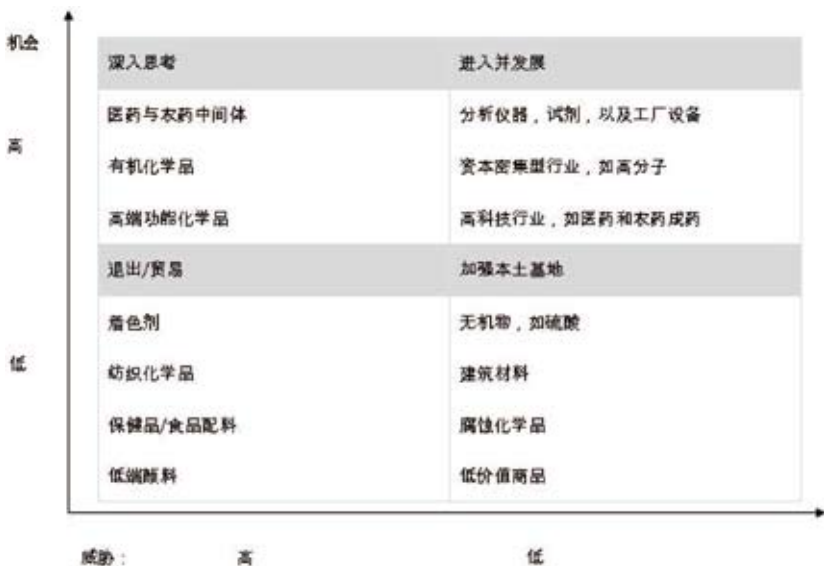 机会
深入思考 进入并发展
医药与农药中间体 分析仪器，试剂，以及工厂设备
高
有机化学品 资本密集型行业，如高分子
高端功能化学品 高科技行业，如医药和农药成药
退出/贸易 加强本土基地
着色剂 无机物，如硫酸
低
纺织化学品 建筑材料
保健品/食品配料 腐蚀化学品
低端颜料 低价值商品
威胁： 高 低